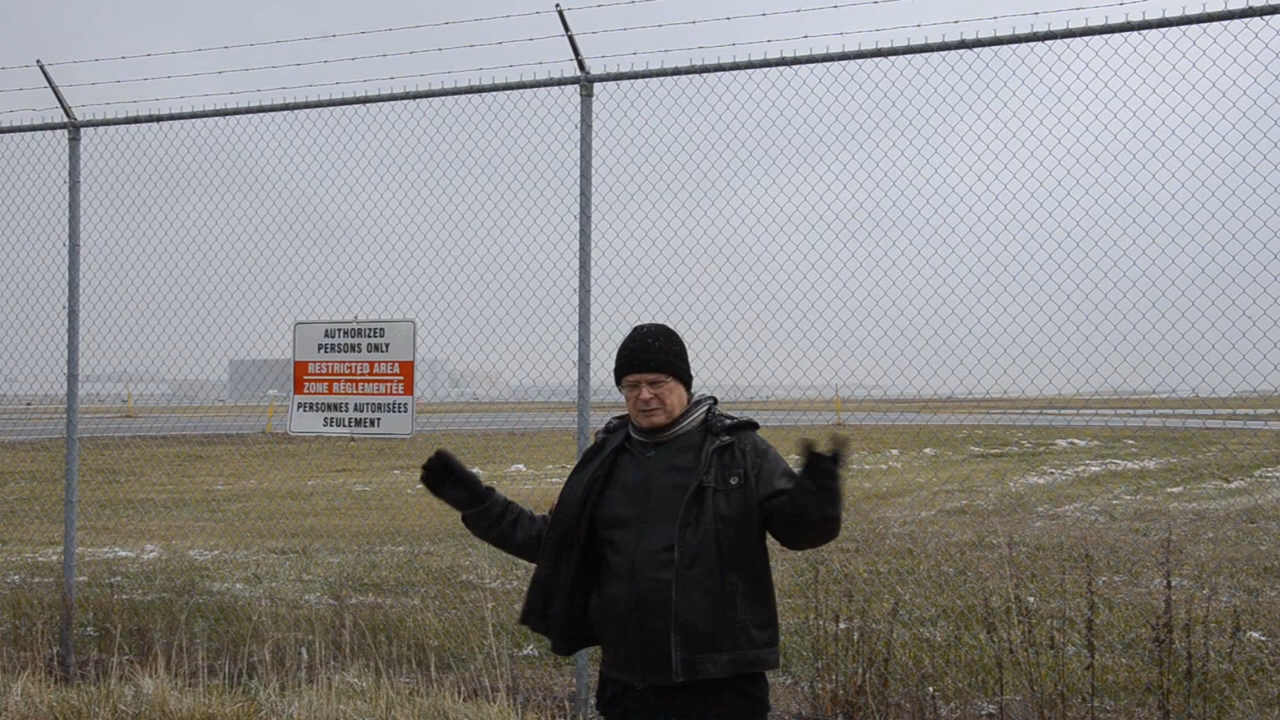 AUTHORIZED
PERSONS ONLY
RESTRICTED AREA
ZONE RÉGLEMENTÉE
PERSONNES AUTORISÉES
SEULEMENT